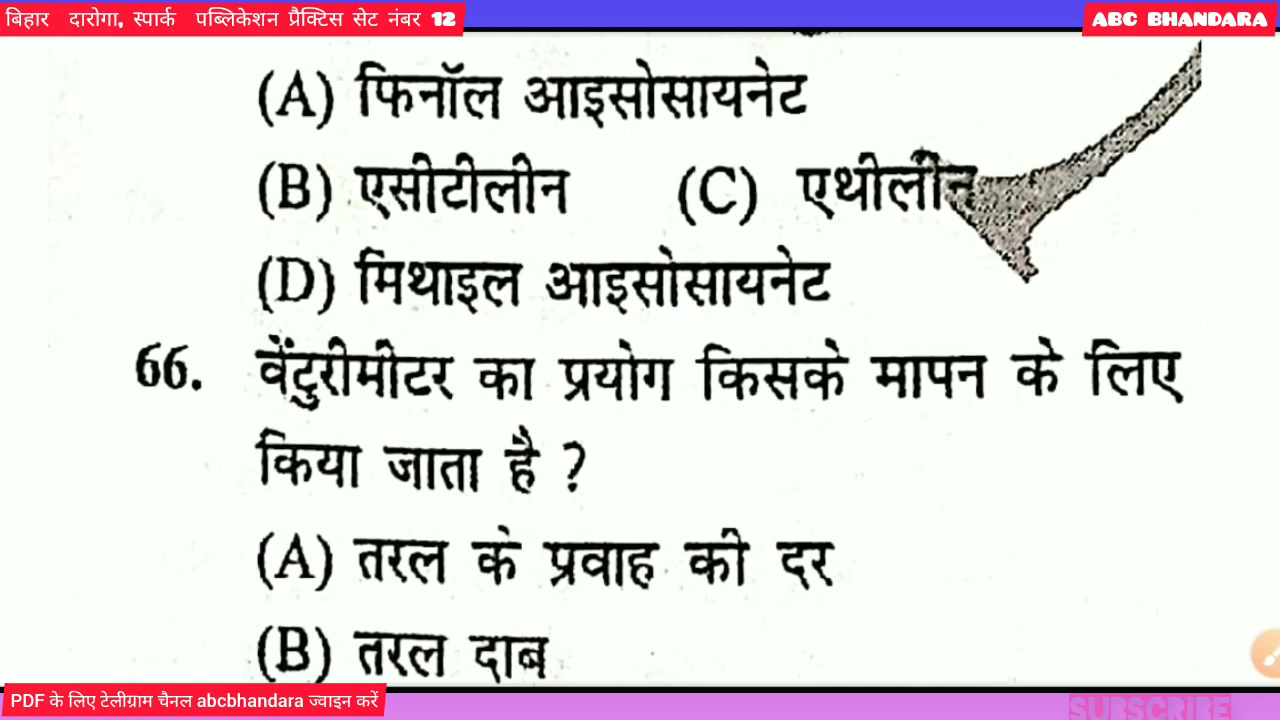 बिहार दारोगा, स्पार्क पब्लिकेशन प्रैक्टिस सेट नंबर 12
ABC BHANDARA
(A) फिनॉल आइसोसायनेट
(B) एसीटीलीन (C) एथीलीन
(D) मिथाइल आइसोसायनेट
66. वेंटुरीमीटर का प्रयोग किसके मापन के लिए
किया जाता है ?
(A) तरल के प्रवाह की दर
(B) तरल दाब
PDF के लिए टेलीग्राम चैनल abcbhandara ज्वाइन करें
SUBSCRIBE